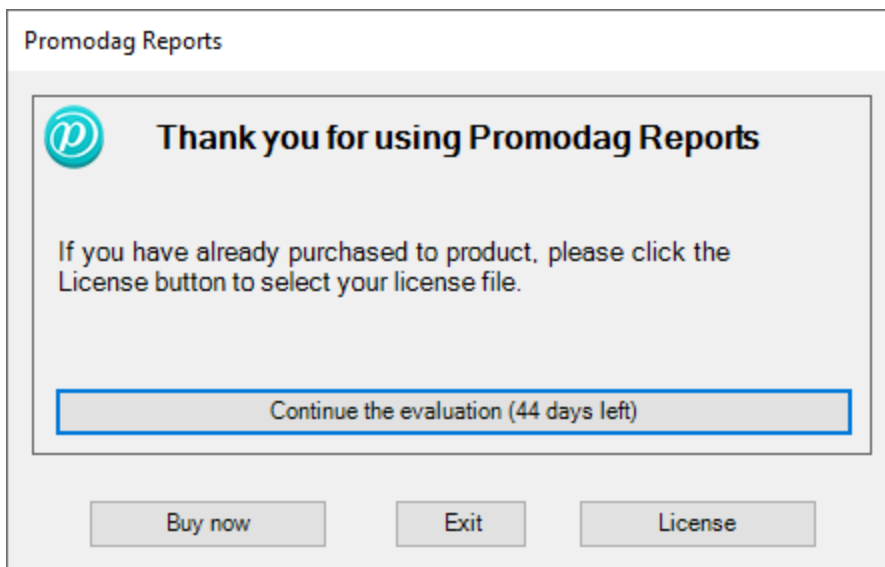 Promodag Reports
Thank you for using Promodag Reports
If you have already purchased to product, please click the
License button to select your license file.
Continue the evaluation (44 days left)
Buy now
Exit
License